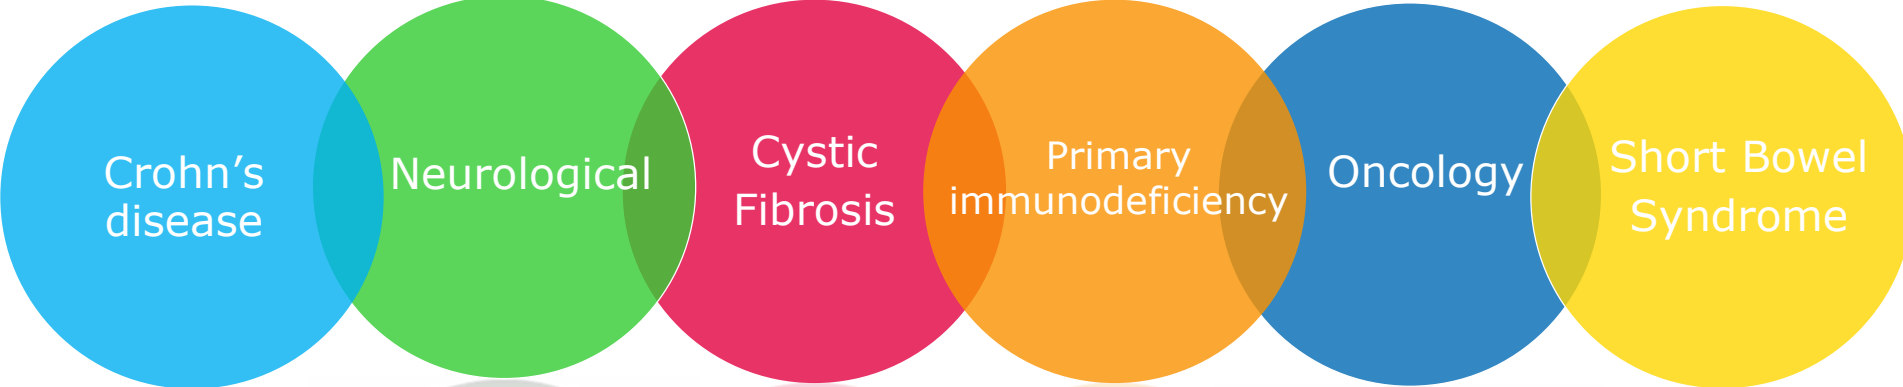 Crohn’s
disease
Neurological
Cystic
Fibrosis
Primary
immunodeficiency
Oncology
Short Bowel
Syndrome